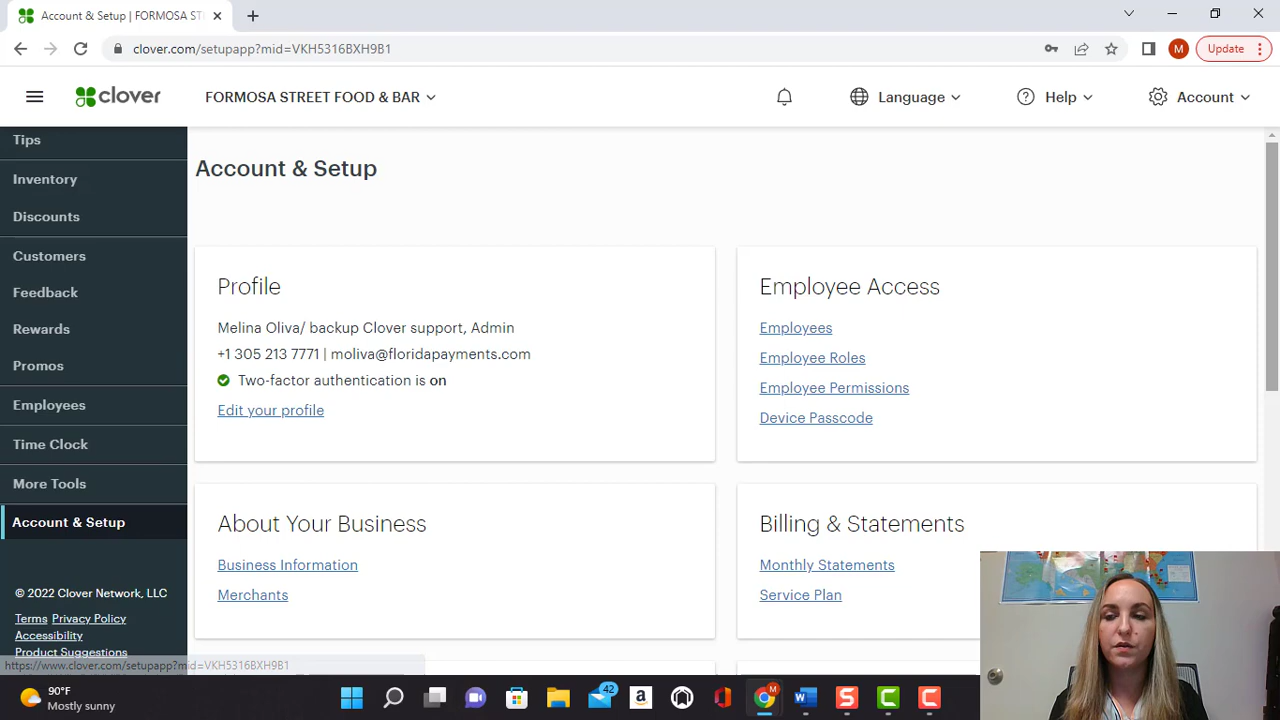 Account & Setup | FORMOSA ST
clover.com/setupapp?mid=VKH5316BXH9B1
M
Update
clover
FORMOSA STREET FOOD & BAR
Language
Help
Account
Tips
Inventory
Discounts
Customers
Feedback
Rewards
Promos
Employees
Time Clock
More Tools
Account & Setup
© 2022 Clover Network, LLC
Terms Privacy Policy
Accessibility
Product Suggestions
https://www.clover.com/setupapp?mid=VKH5316BXH9B1
Account & Setup
Profile
Melina Oliva/ backup Clover support, Admin
+1 305 213 7771 | moliva@floridapayments.com
Two-factor authentication is on
Edit your profile
Employee Access
Employees
Employee Roles
Employee Permissions
Device Passcode
About Your Business
Business Information
Merchants
Billing & Statements
Monthly Statements
Service Plan
90°F
Mostly sunny
42
M